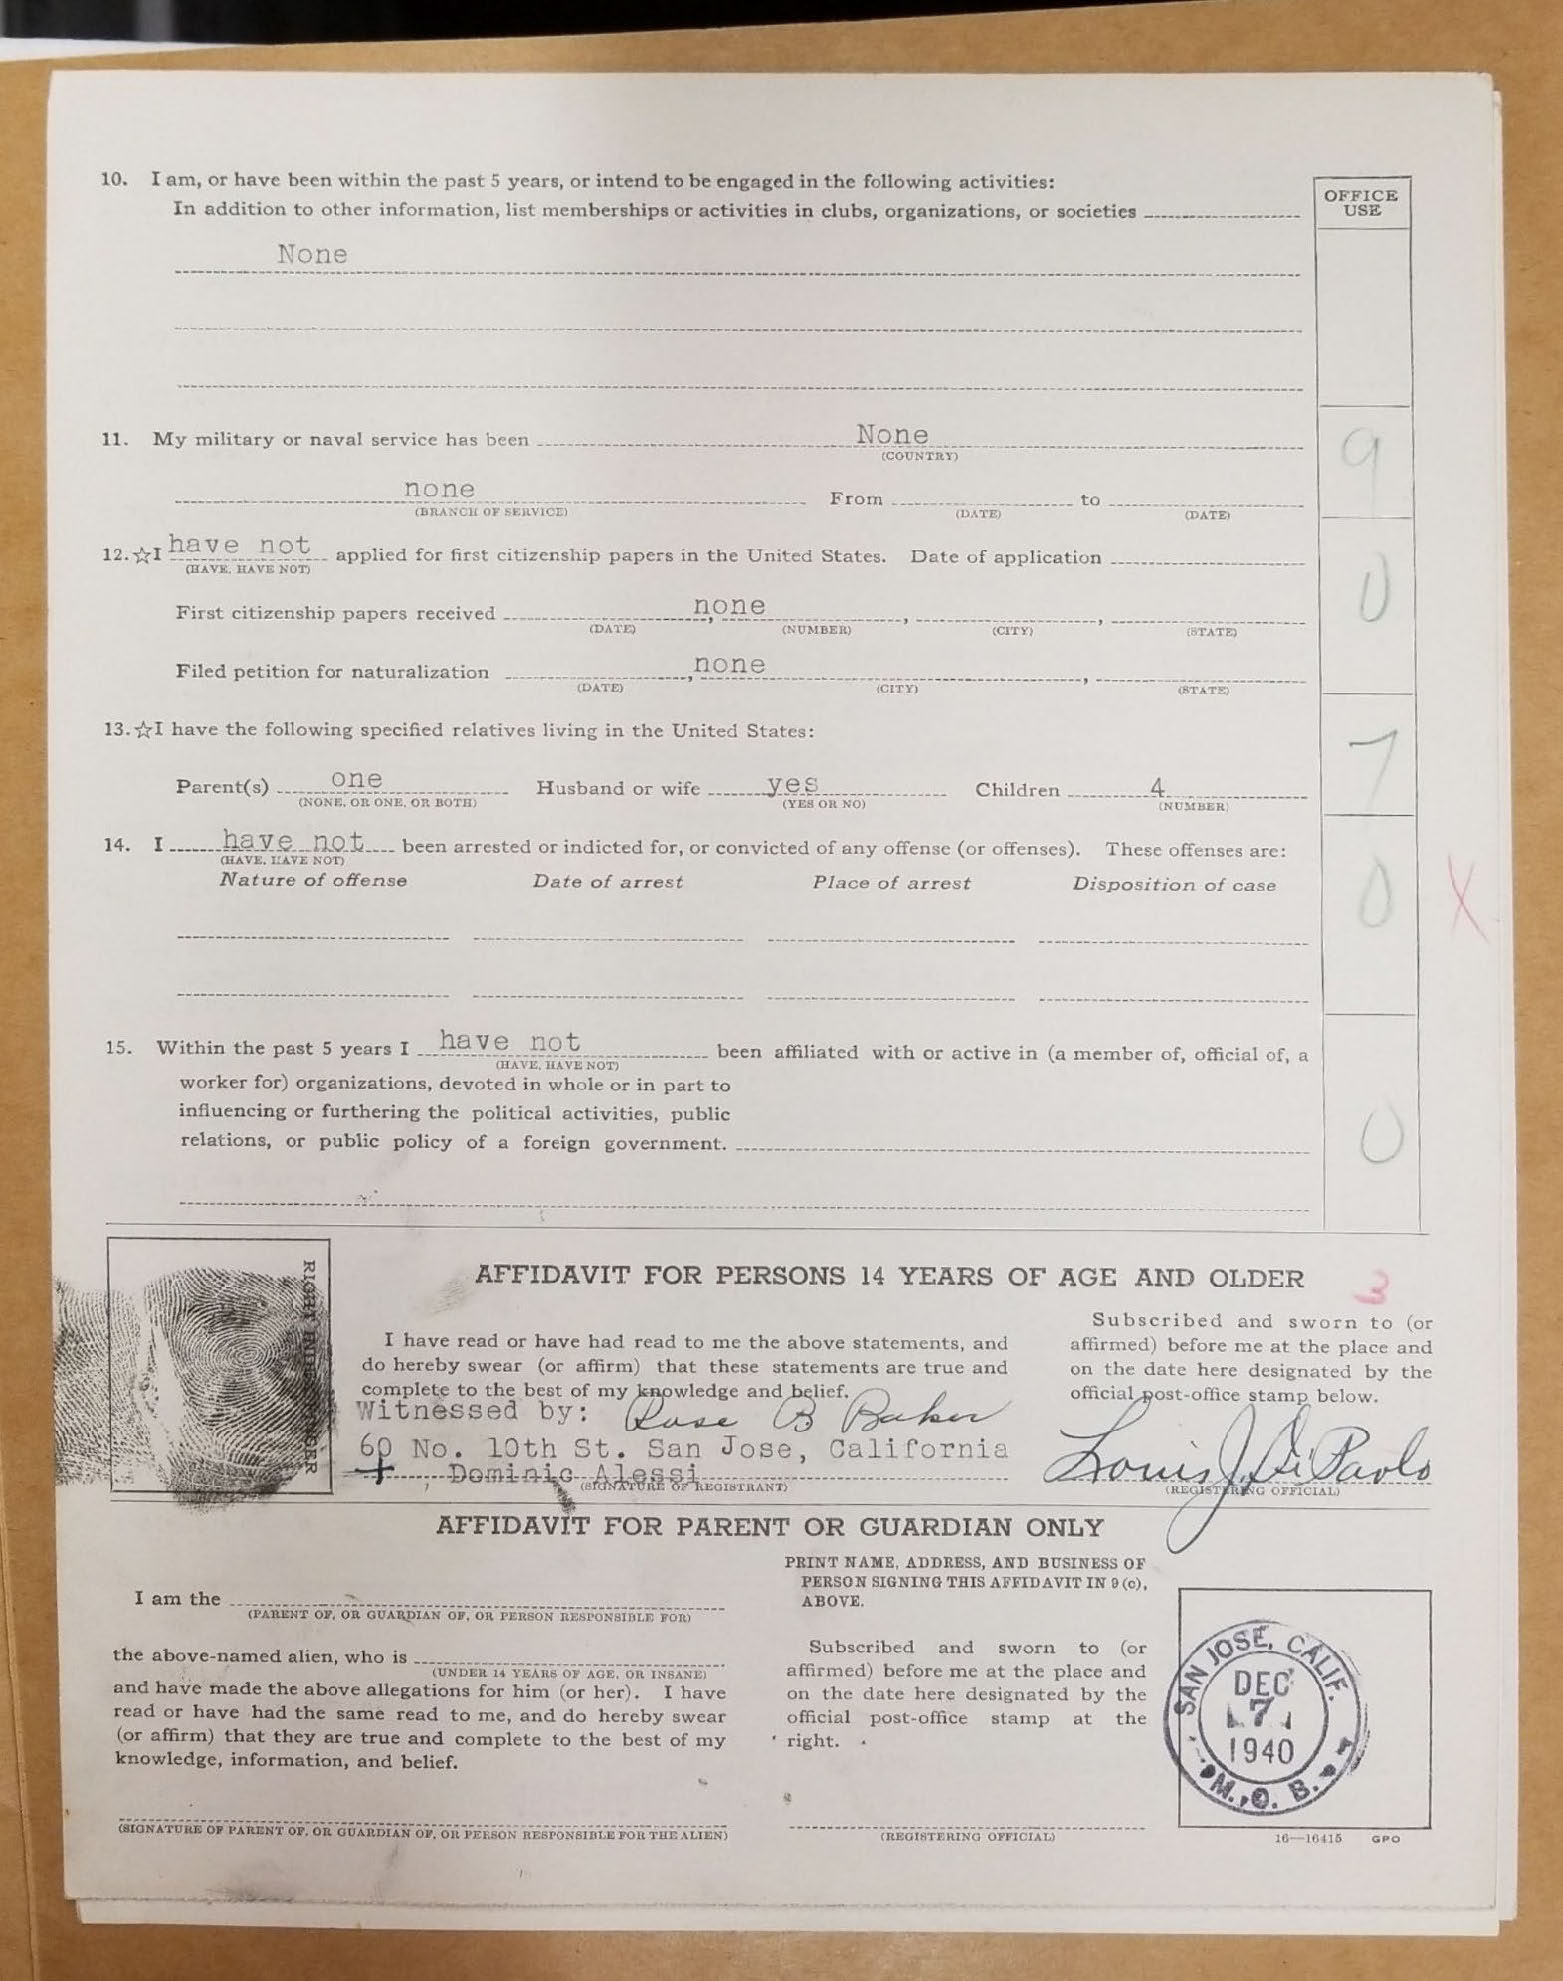 10. I am, or have been within the past 5 years, or intend to be engaged in the following activities:
In addition to other information, list memberships or activities in clubs, organizations, or societies
OFFICE
USE
None
11. My military or naval service has been None
(COUNTRY)
9
none From to
(BRANCH OF SERVICE) (DATE) (DATE)
12. ☆I have not applied for first citizenship papers in the United States. Date of application
(HAVE, HAVE NOT)
0
First citizenship papers received none , , ,
(DATE) (NUMBER) (CITY) (STATE)
Filed petition for naturalization , none ,
(DATE) (CITY) (STATE)
13. ☆I have the following specified relatives living in the United States:
7
Parent(s) one Husband or wife yes Children 4
(NONE, OR ONE, OR BOTH) (YES OR NO) (NUMBER)
14. I have not been arrested or indicted for, or convicted of any offense (or offenses). These offenses are:
(HAVE, HAVE NOT)
Nature of offense Date of arrest Place of arrest Disposition of case
0 X
15. Within the past 5 years I have not been affiliated with or active in (a member of, official of, a
(HAVE, HAVE NOT)
worker for) organizations, devoted in whole or in part to
influencing or furthering the political activities, public
relations, or public policy of a foreign government.
0
AFFIDAVIT FOR PERSONS 14 YEARS OF AGE AND OLDER
3
RIGHT INDEX FINGER
I have read or have had read to me the above statements, and
do hereby swear (or affirm) that these statements are true and
complete to the best of my knowledge and belief.
Witnessed by: Rose B Baker
60 No. 10th St. San Jose, California
+ Dominic Alessi
(SIGNATURE OF REGISTRANT)
Subscribed and sworn to (or
affirmed) before me at the place and
on the date here designated by the
official post-office stamp below.
Louis J. DiPaolo
(REGISTERING OFFICIAL)
AFFIDAVIT FOR PARENT OR GUARDIAN ONLY
I am the
(PARENT OF, OR GUARDIAN OF, OR PERSON RESPONSIBLE FOR)
the above-named alien, who is
(UNDER 14 YEARS OF AGE, OR INSANE)
and have made the above allegations for him (or her). I have
read or have had the same read to me, and do hereby swear
(or affirm) that they are true and complete to the best of my
knowledge, information, and belief.
(SIGNATURE OF PARENT OF, OR GUARDIAN OF, OR PERSON RESPONSIBLE FOR THE ALIEN)
PRINT NAME, ADDRESS, AND BUSINESS OF
PERSON SIGNING THIS AFFIDAVIT IN 9 (c),
ABOVE.
Subscribed and sworn to (or
affirmed) before me at the place and
on the date here designated by the
official post-office stamp at the
right.
(REGISTERING OFFICIAL)
SAN JOSE, CALIF.
DEC
7
1940
M. O. B.
16—16415 GPO